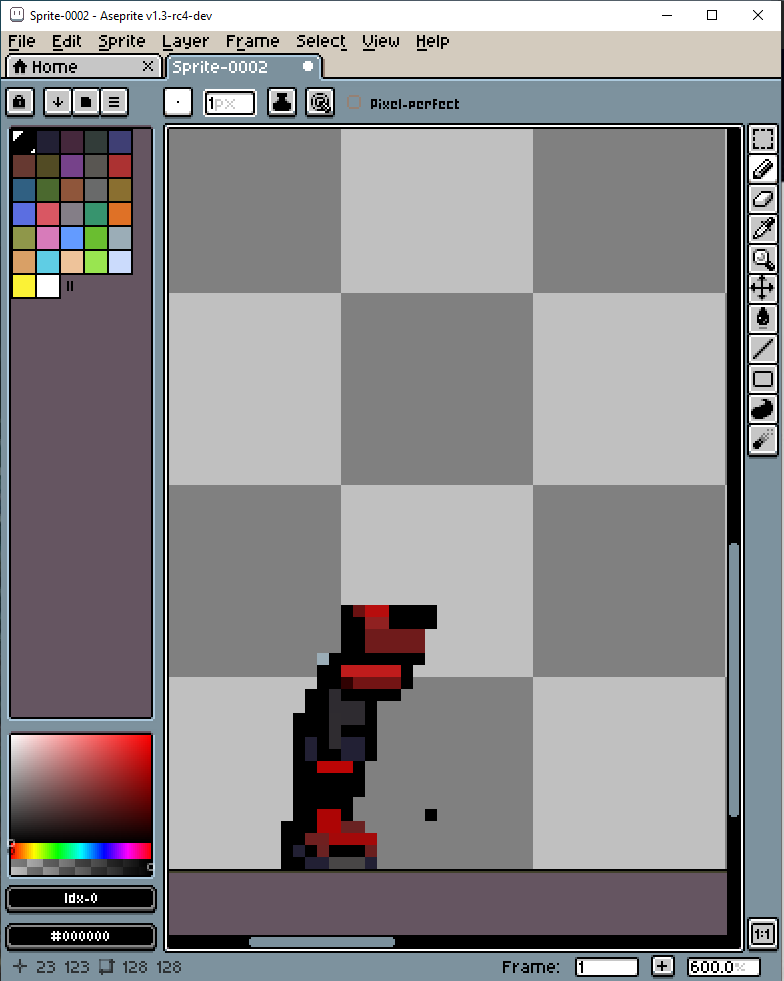 Sprite-0002 - Aseprite v1.3-rc4-dev
File Edit Sprite Layer Frame Select View Help
Home Sprite-0002
1px Pixel-perfect
Idx-0
#000000
1:1
23 123 128 128 Frame: 1 600.0%